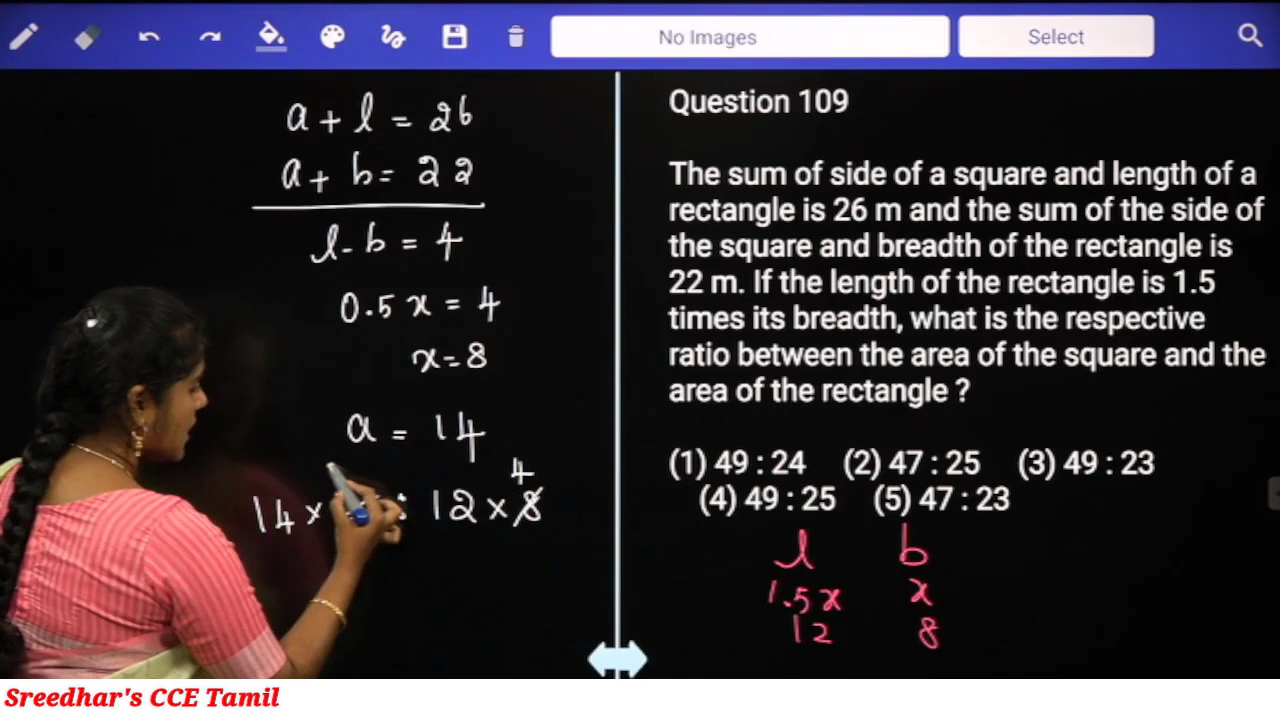 No Images
Select
a + l = 26
a + b = 22
l - b = 4
0.5 x = 4
x = 8
a = 14
4
14 × : 12 × 8
Question 109
The sum of side of a square and length of a
rectangle is 26 m and the sum of the side of
the square and breadth of the rectangle is
22 m. If the length of the rectangle is 1.5
times its breadth, what is the respective
ratio between the area of the square and the
area of the rectangle ?
(1) 49 : 24 (2) 47 : 25 (3) 49 : 23
(4) 49 : 25 (5) 47 : 23
l b
1.5x x
12 8
Sreedhar's CCE Tamil